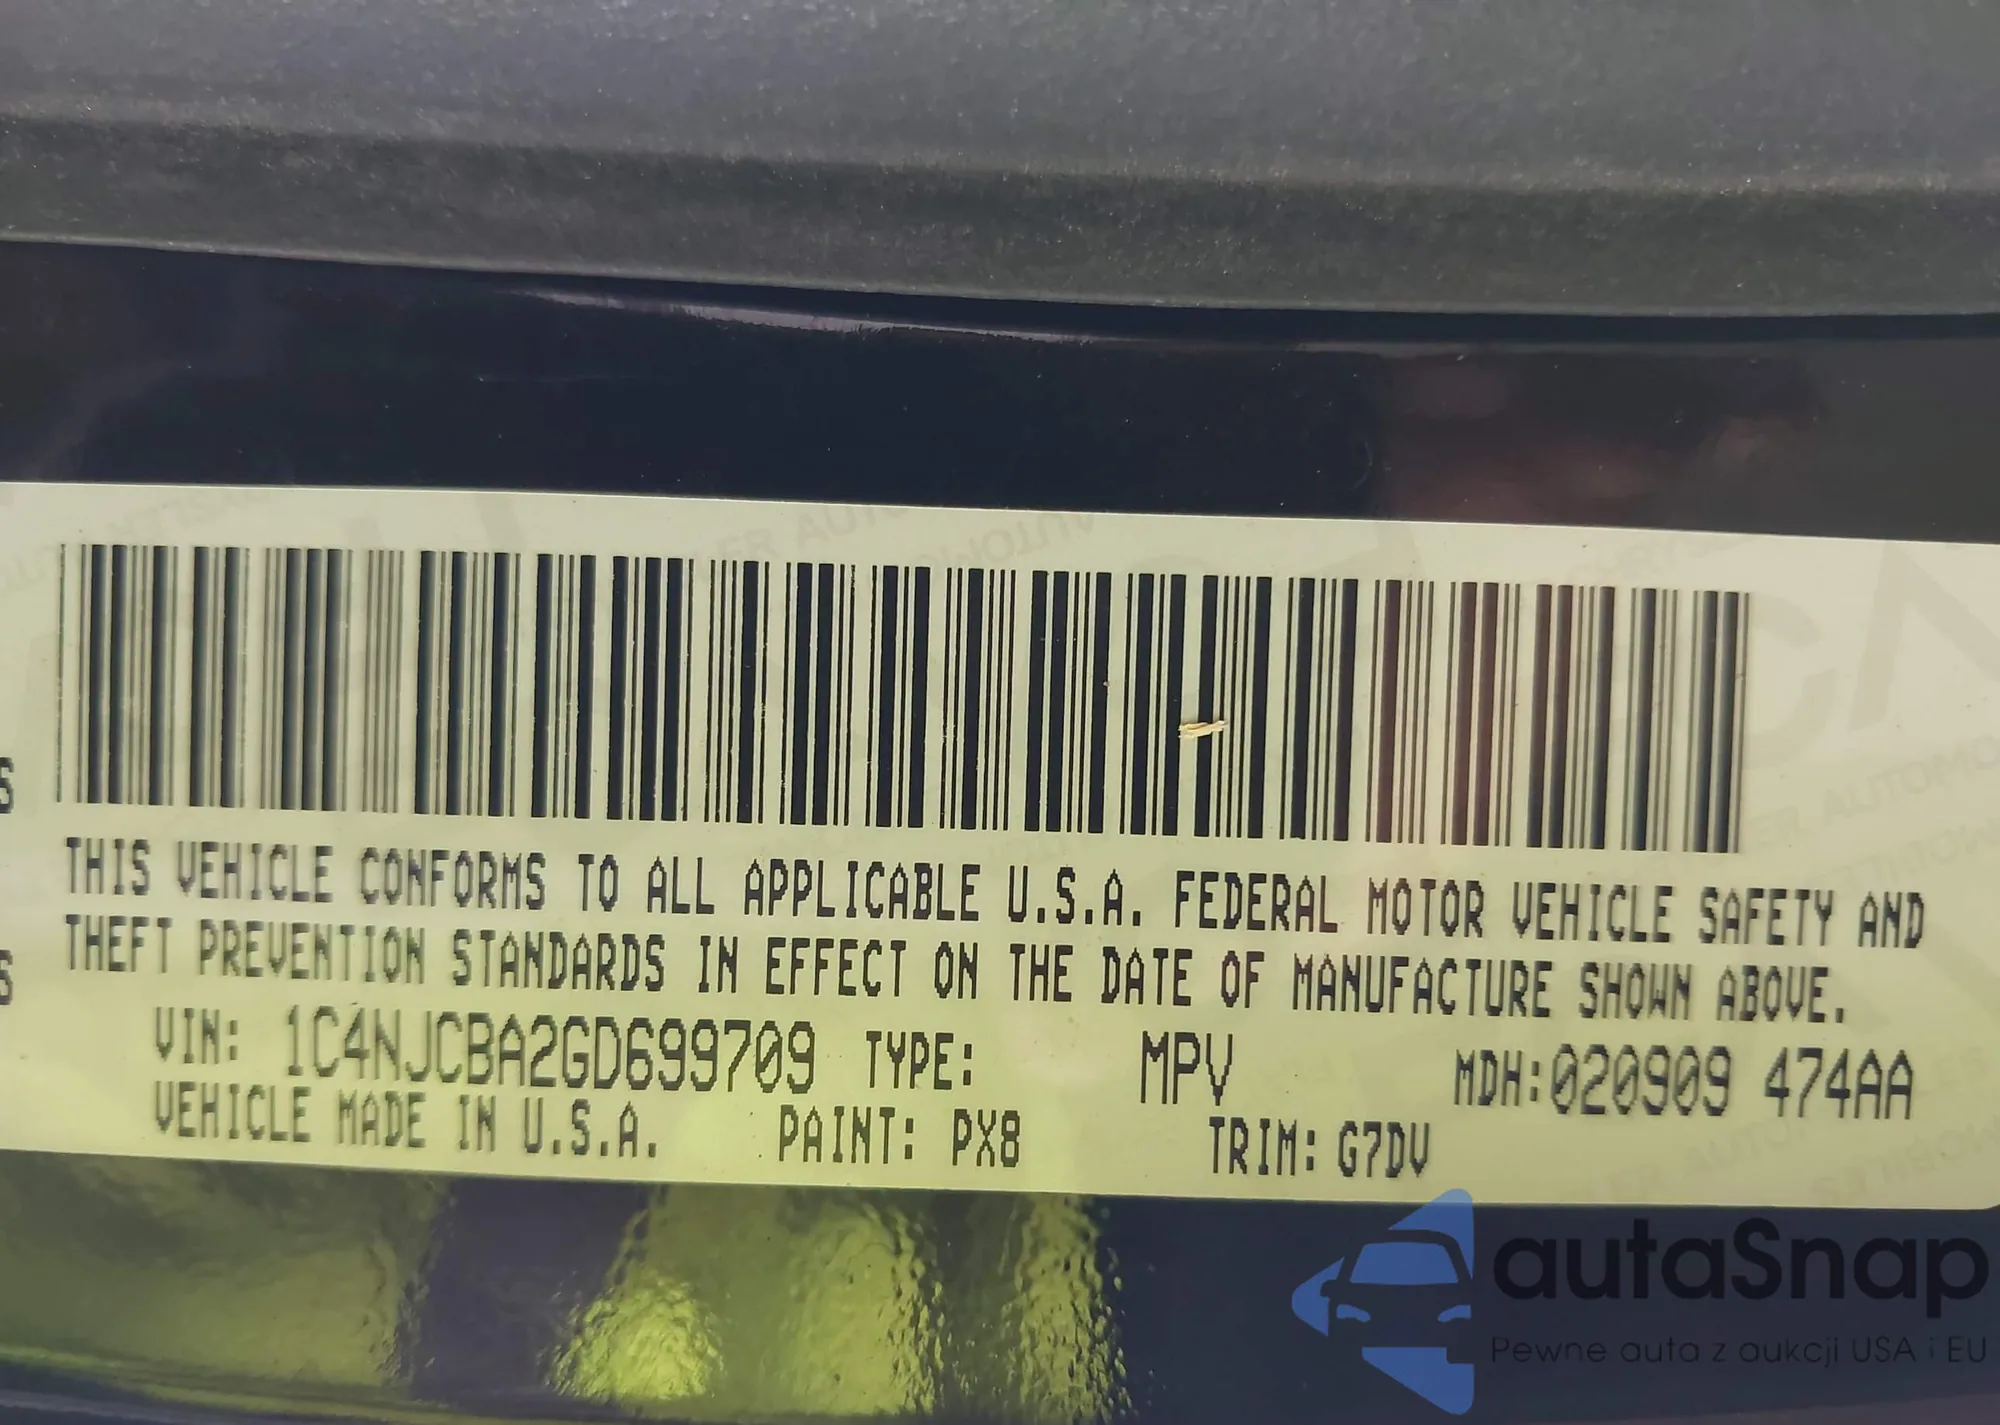 S
THIS VEHICLE CONFORMS TO ALL APPLICABLE U.S.A. FEDERAL MOTOR VEHICLE SAFETY AND
THEFT PREVENTION STANDARDS IN EFFECT ON THE DATE OF MANUFACTURE SHOWN ABOVE.
S
VIN: 1C4NJCBA2GD699709 TYPE: MPV MDH:020909 474AA
VEHICLE MADE IN U.S.A. PAINT: PX8 TRIM: G7DV
autaSnap
Pewne auta z aukcji USA i EU